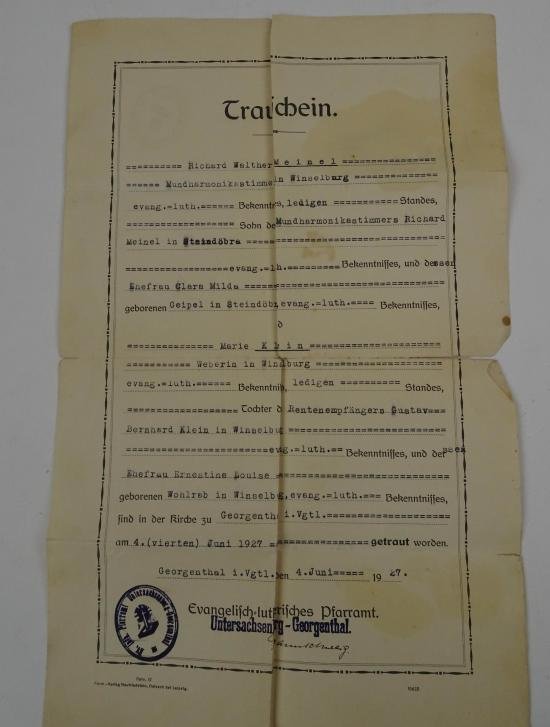 Trauschein.
========== Richard Walther Meinel ================
====== Mundharmonikastimmer in Winselburg ==============
evang.=luth.====== Bekenntnis, ledigen =========== Standes,
================== Sohn des Mundharmonikastimmers Richard
Meinel in Steindöbra ==================================
=================evang.=luth.========= Bekenntnisses, und dessen
Ehefrau Clara Milda ================================
geborenen Geipel in Steindöbra, evang.=luth.==== Bekenntnisses,
d
============== Marie Klein =====================
========== Weberin in Winselburg ======================
evang.=luth.====== Bekenntnis, ledigen ========== Standes,
================== Tochter des Rentenempfängers Gustav===
Bernhard Klein in Winselburg ==========================
=======================evang.=luth.== Bekenntnisses, und dessen
Ehefrau Ernestine Louise ============================
geborenen Wohlrab in Winselburg, evang.=luth.=== Bekenntnisses,
sind in der Kirche zu Georgenthal i.Vgtl.====================
am 4.(vierten) Juni 1927 ================ getraut worden.
Georgenthal i.Vgtl. den 4.Juni===== 1927.
Evangelisch-lutherisches Pfarramt.
Untersachsenberg - Georgenthal.